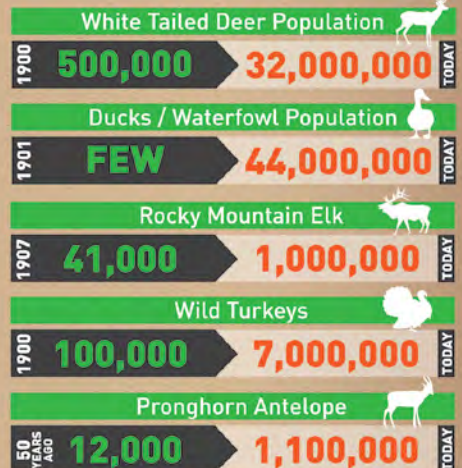 White Tailed Deer Population
1900 500,000 32,000,000 TODAY
Ducks / Waterfowl Population
1901 FEW 44,000,000 TODAY
Rocky Mountain Elk
1907 41,000 1,000,000 TODAY
Wild Turkeys
1900 100,000 7,000,000 TODAY
Pronghorn Antelope
50 YEARS AGO 12,000 1,100,000 TODAY